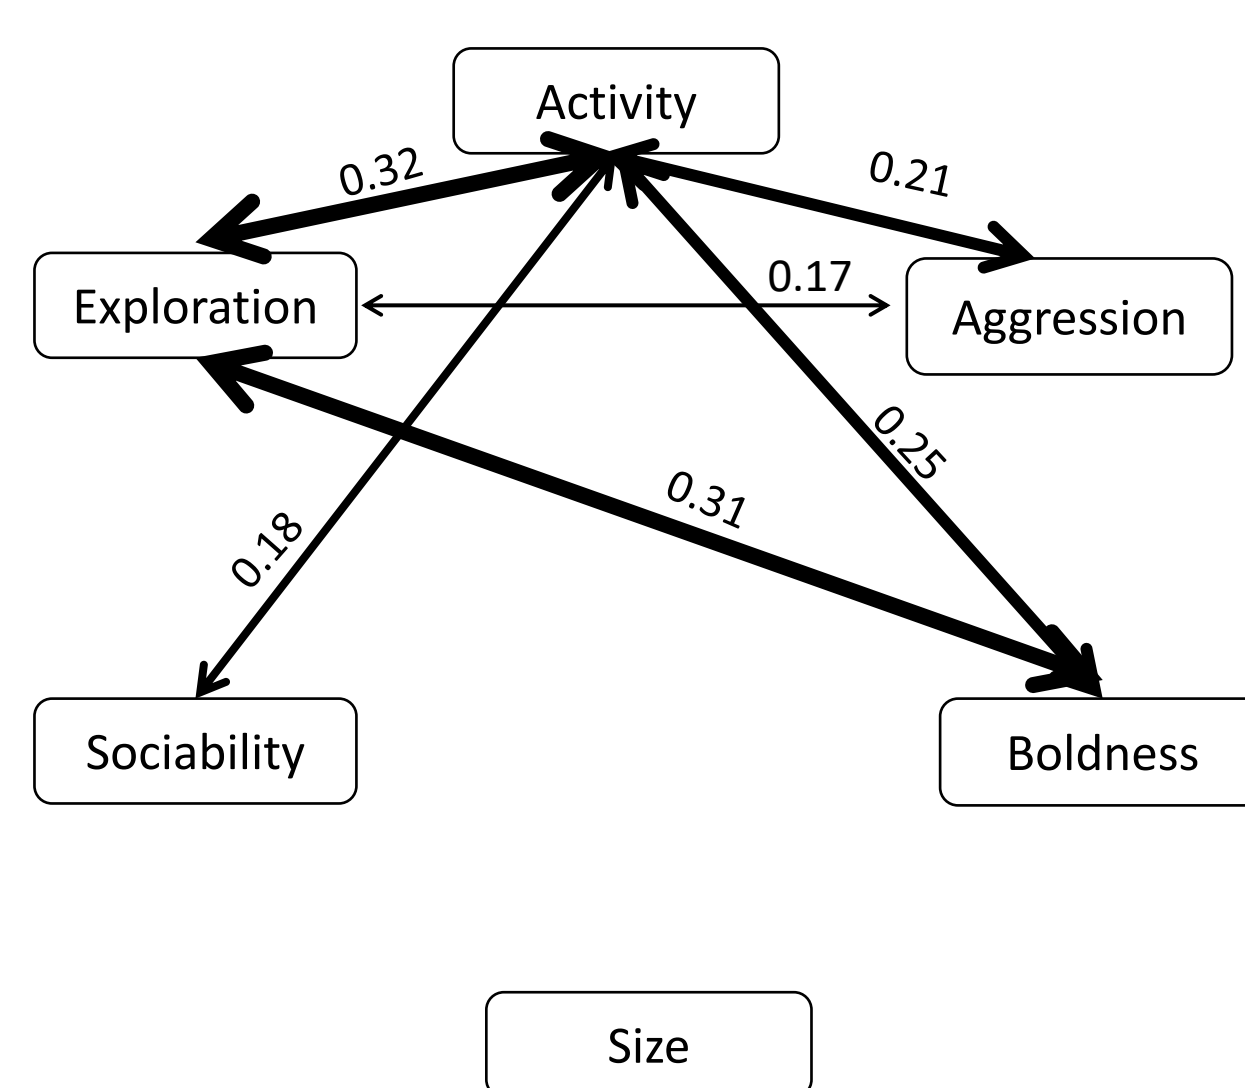 Activity
0.32
0.21
Exploration
0.17
Aggression
0.25
0.31
0.18
Sociability
Boldness
Size